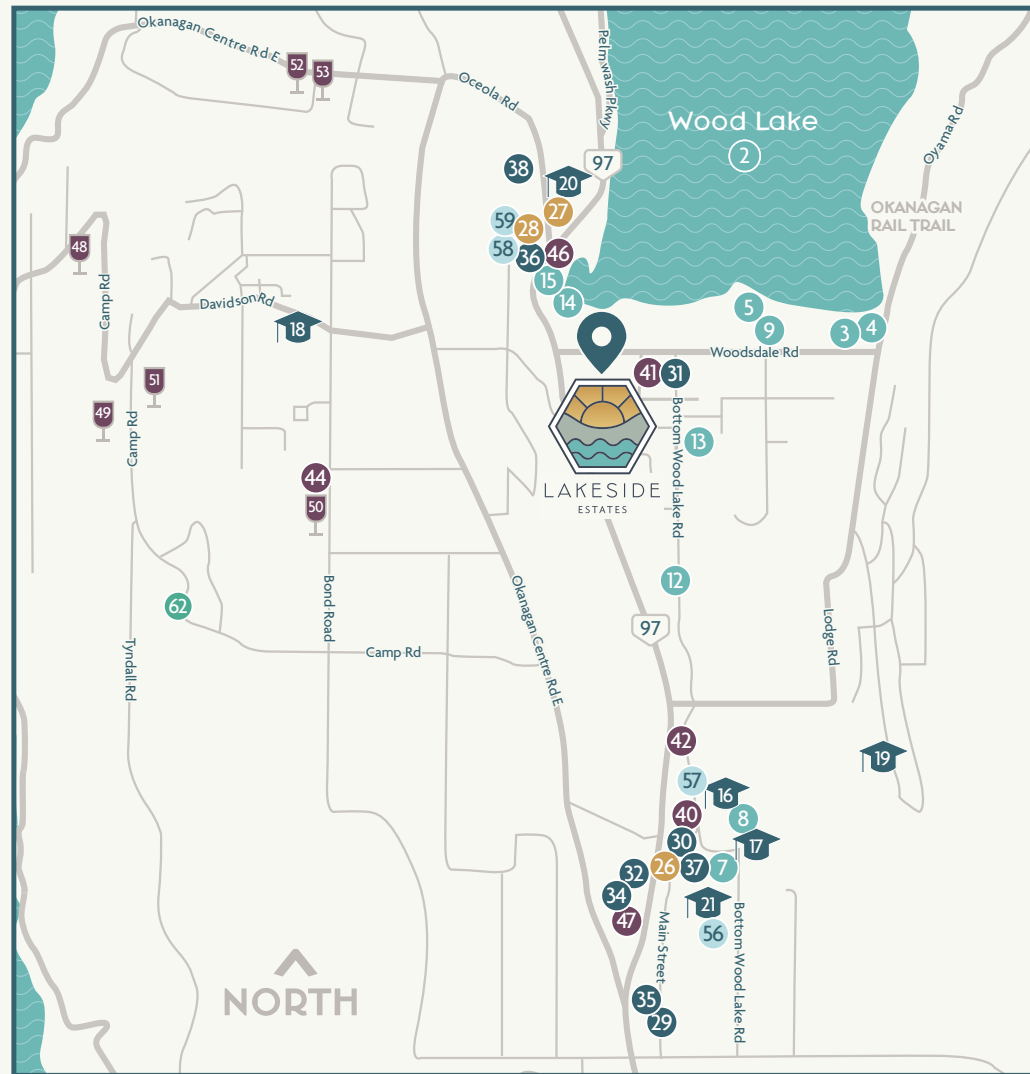 Okanagan Centre Rd E
52
53
Oceola Rd
Pelmwash Pkwy
Wood Lake
2
Oyama Rd
97
38
20
27
OKANAGAN
RAIL TRAIL
59
28
58
36
46
48
Camp Rd
15
14
Davidson Rd
18
5
9
3
4
Woodsdale Rd
51
49
Camp Rd
41
31
Bottom Wood Lake Rd
13
44
50
LAKESIDE
ESTATES
12
62
Bond Road
Okanagan Centre Rd E
97
Lodge Rd
Tyndall Rd
Camp Rd
42
19
57
16
40
8
30
17
32
26
37
7
34
47
21
56
Main Street
Bottom Wood Lake Rd
NORTH
35
29